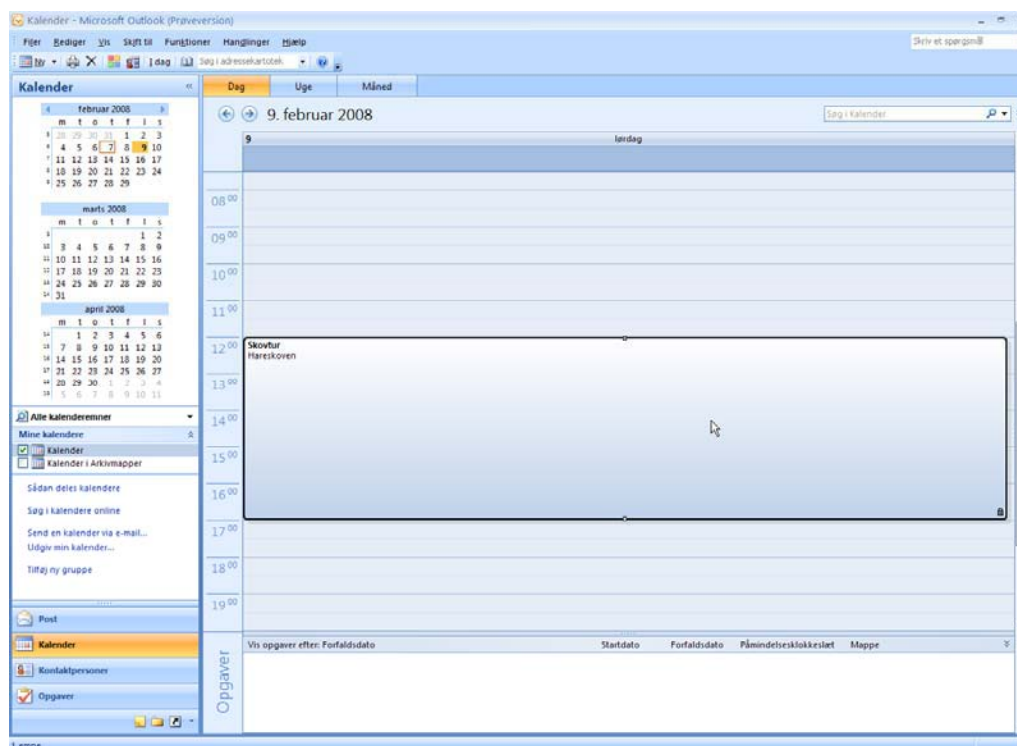 Kalender - Microsoft Outlook (Prøveversion)
Filer Rediger Vis Skift til Funktioner Handlinger Hjælp
Skriv et spørgsmål
Ny I dag Søg i adressekartotek
Kalender
Dag Uge Måned
februar 2008
m t o t f l s
28 29 30 31 1 2 3
4 5 6 7 8 9 10
11 12 13 14 15 16 17
18 19 20 21 22 23 24
25 26 27 28 29
marts 2008
m t o t f l s
1 2
3 4 5 6 7 8 9
10 11 12 13 14 15 16
17 18 19 20 21 22 23
24 25 26 27 28 29 30
31
april 2008
m t o t f l s
1 2 3 4 5 6
7 8 9 10 11 12 13
14 15 16 17 18 19 20
21 22 23 24 25 26 27
28 29 30 1 2 3 4
5 6 7 8 9 10 11
Alle kalenderemner
Mine kalendere
Kalender
Kalender i Arkivmapper
Sådan deles kalendere
Søg i kalendere online
Send en kalender via e-mail...
Udgiv min kalender...
Tilføj ny gruppe
Post
Kalender
Kontaktpersoner
Opgaver
9. februar 2008
Søg i Kalender
9 lørdag
08 00
09 00
10 00
11 00
12 00
Skovtur
Hareskoven
13 00
14 00
15 00
16 00
17 00
18 00
19 00
Opgaver
Vis opgaver efter: Forfaldsdato Startdato Forfaldsdato Påmindelsesklokkeslæt Mappe